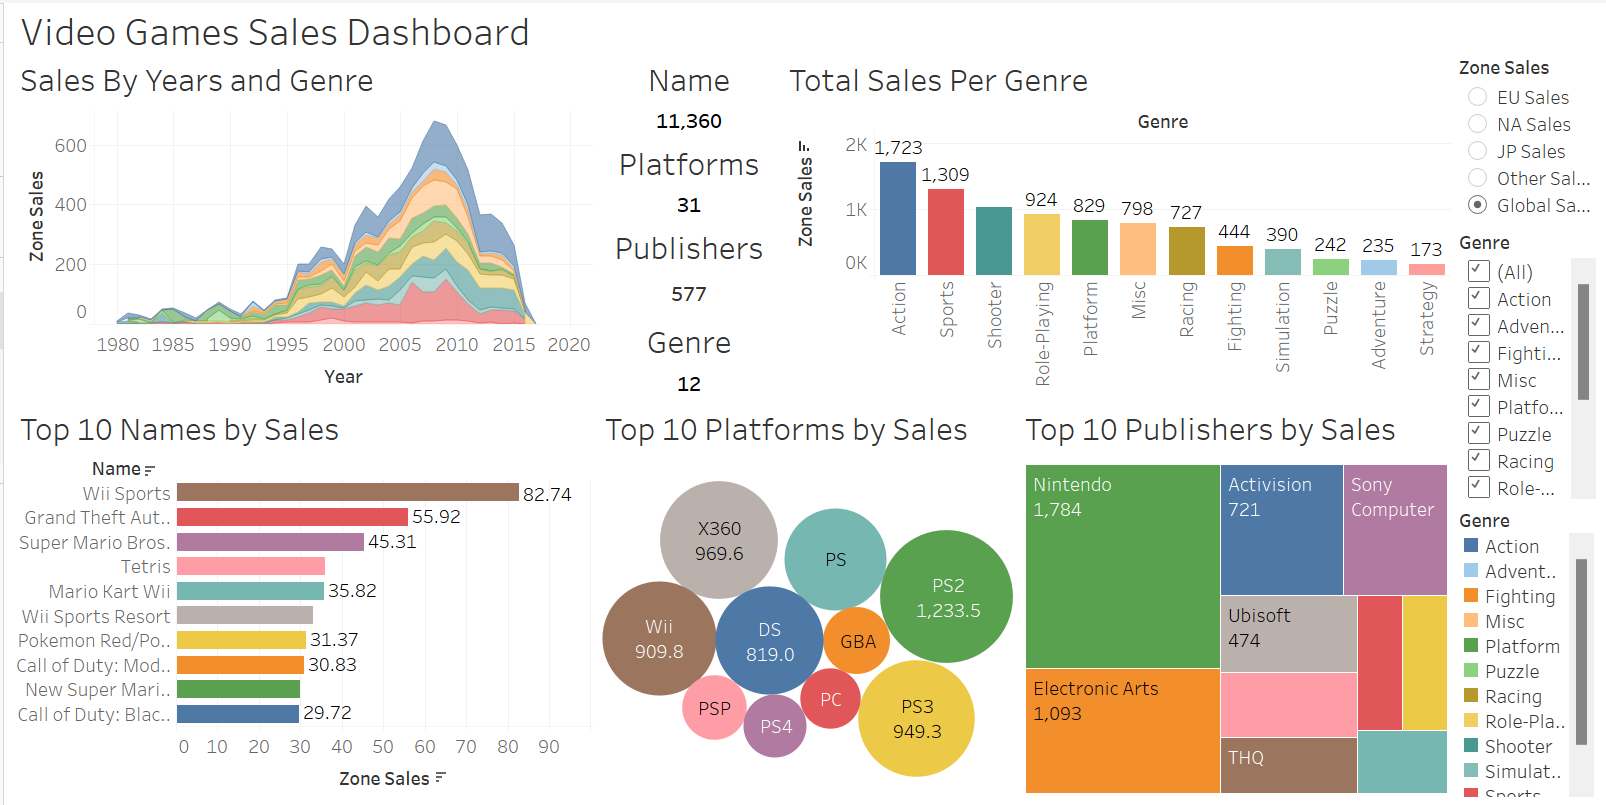 Video Games Sales Dashboard
Sales By Years and Genre
Zone Sales
600
400
200
0
1980 1985 1990 1995 2000 2005 2010 2015 2020
Year
Name
11,360
Platforms
31
Publishers
577
Genre
12
Total Sales Per Genre
Genre
Zone Sales
2K
1K
0K
1,723
1,309
924
829
798
727
444
390
242
235
173
Action
Sports
Shooter
Role-Playing
Platform
Misc
Racing
Fighting
Simulation
Puzzle
Adventure
Strategy
Zone Sales
EU Sales
NA Sales
JP Sales
Other Sal...
Global Sa...
Genre
(All)
Action
Adven...
Fighti...
Misc
Platfo...
Puzzle
Racing
Role-...
Genre
Action
Advent..
Fighting
Misc
Platform
Puzzle
Racing
Role-Pla..
Shooter
Simulat..
Sports
Top 10 Names by Sales
Name
Wii Sports 82.74
Grand Theft Aut.. 55.92
Super Mario Bros. 45.31
Tetris
Mario Kart Wii 35.82
Wii Sports Resort
Pokemon Red/Po.. 31.37
Call of Duty: Mod.. 30.83
New Super Mari..
Call of Duty: Blac.. 29.72
0 10 20 30 40 50 60 70 80 90
Zone Sales
Top 10 Platforms by Sales
X360
969.6
PS
PS2
1,233.5
Wii
909.8
DS
819.0
GBA
PSP
PS4
PC
PS3
949.3
Top 10 Publishers by Sales
Nintendo
1,784
Electronic Arts
1,093
Activision
721
Sony
Computer
Ubisoft
474
THQ